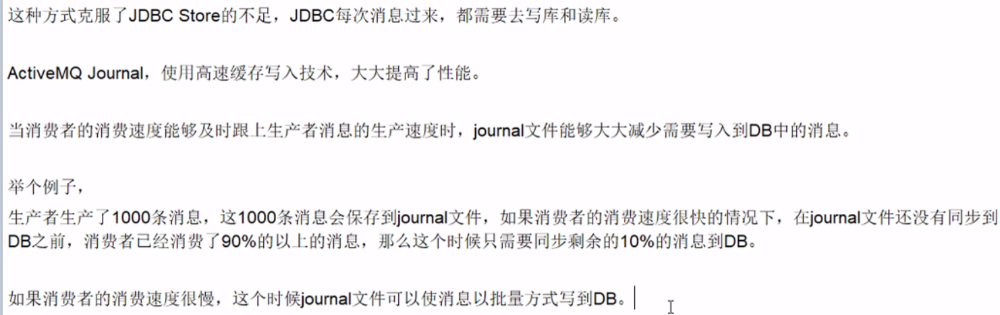 这种方式克服了JDBC Store的不足，JDBC每次消息过来，都需要去写库和读库。
ActiveMQ Journal，使用高速缓存写入技术，大大提高了性能。
当消费者的消费速度能够及时跟上生产者消息的生产速度时，journal文件能够大大减少需要写入到DB中的消息。
举个例子，
生产者生产了1000条消息，这1000条消息会保存到journal文件，如果消费者的消费速度很快的情况下，在journal文件还没有同步到
DB之前，消费者已经消费了90%的以上的消息，那么这个时候只需要同步剩余的10%的消息到DB。
如果消费者的消费速度很慢，这个时候journal文件可以使消息以批量方式写到DB。